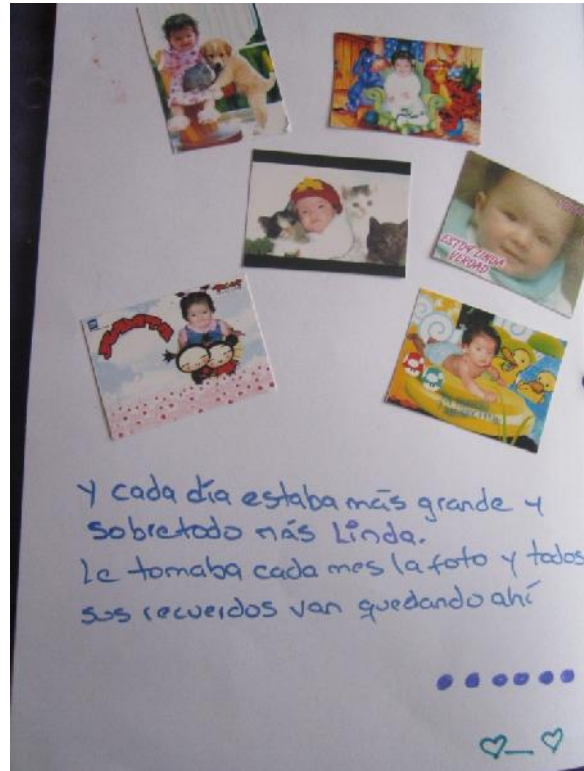 ESTOY LINDA
VERDAD
Y cada día estaba más grande y
sobretodo más Linda.
Le tomaba cada mes la foto y todos
sus recuerdos van quedando ahí